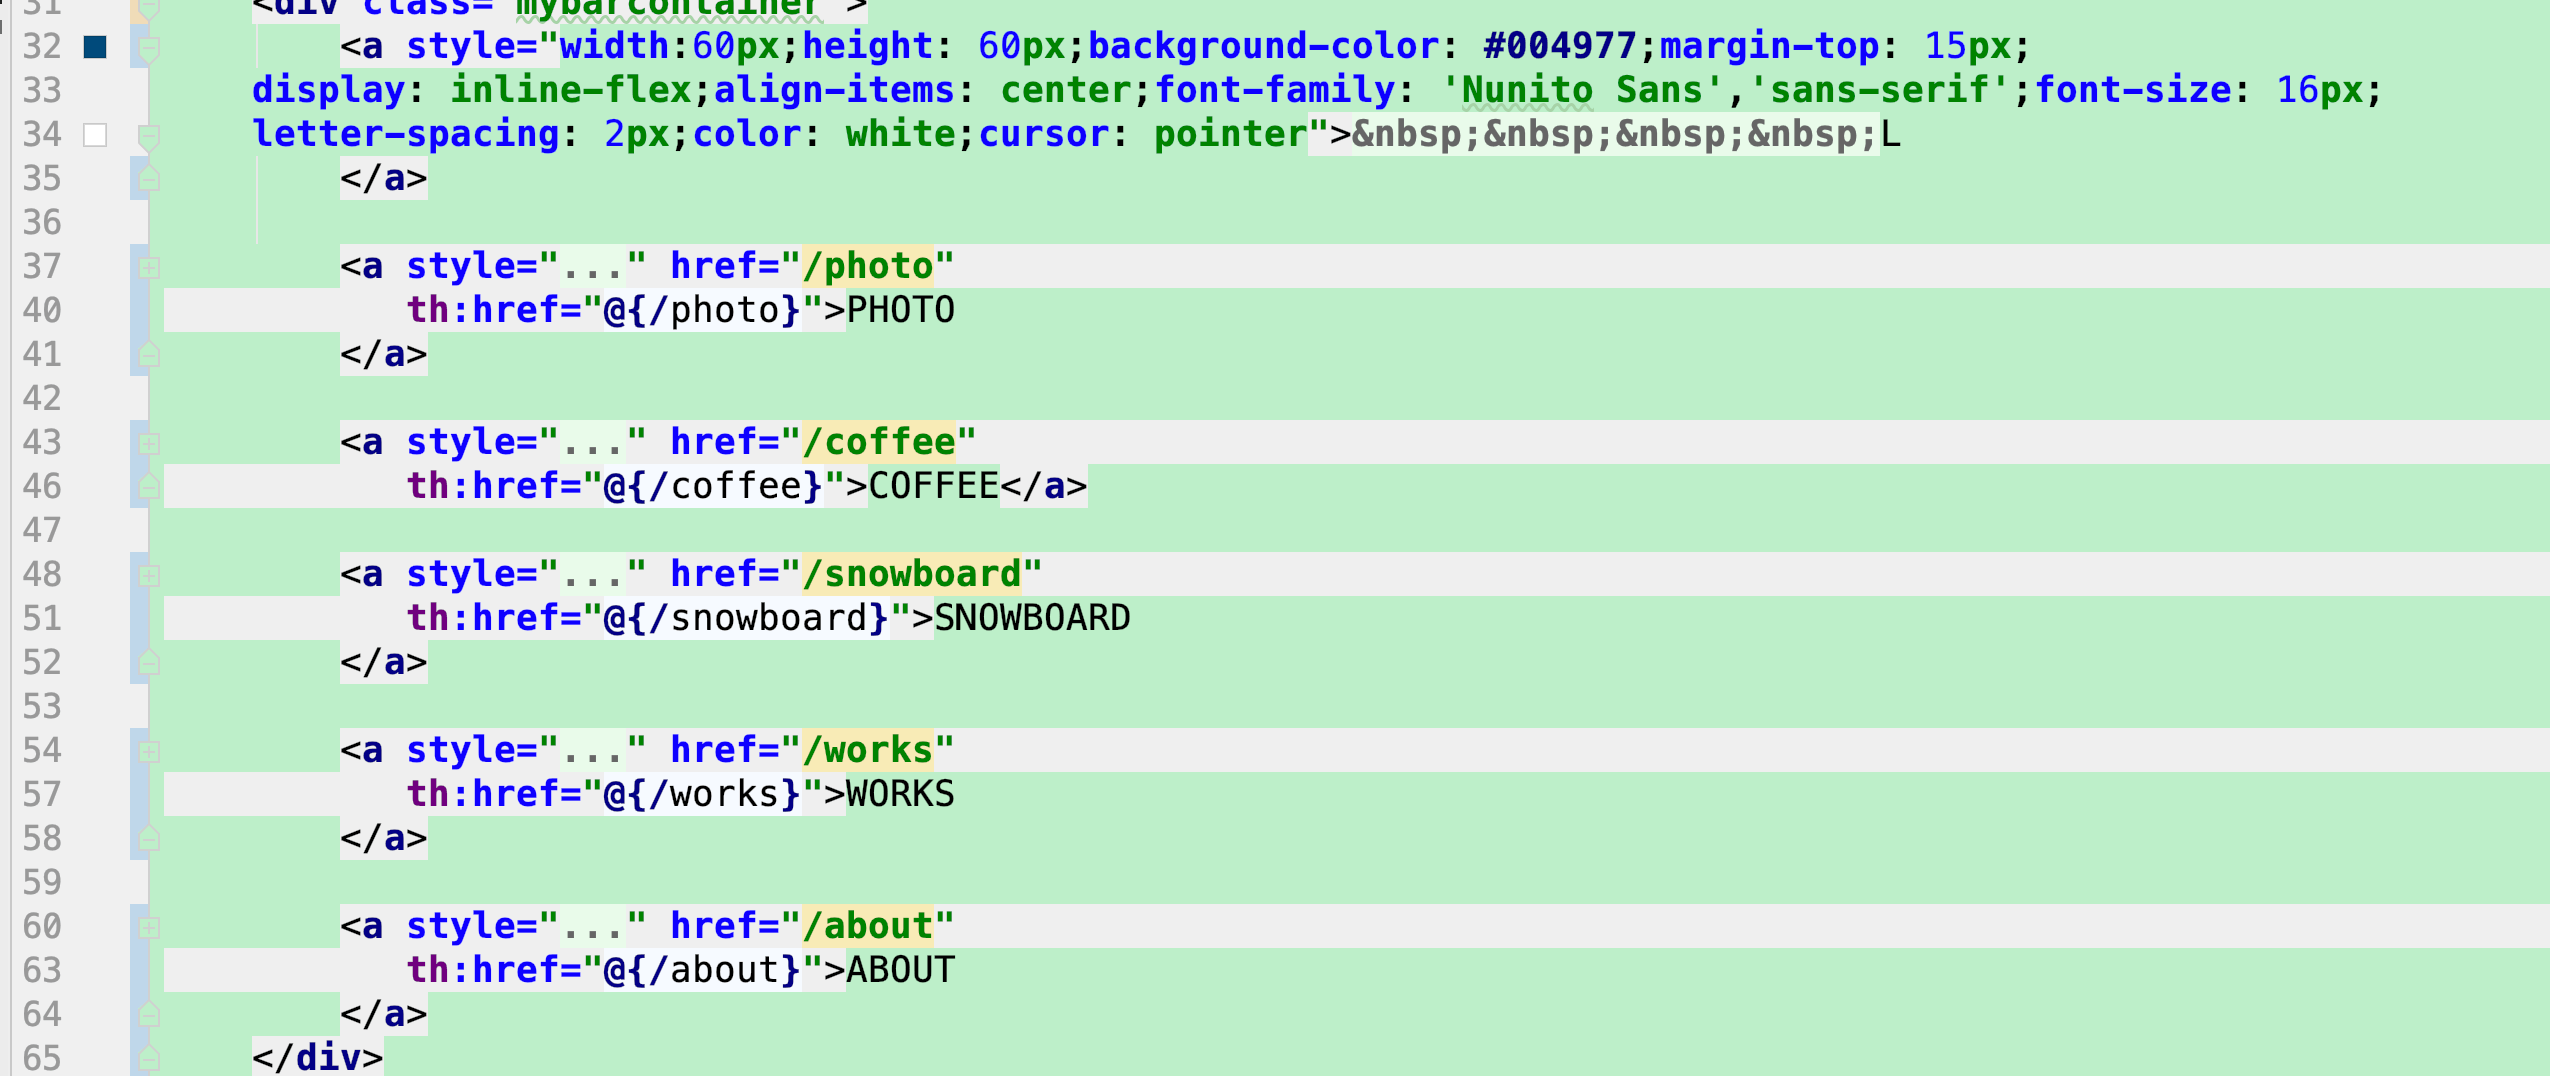 31 <div class="mybarcontainer">
32 <a style="width:60px;height: 60px;background-color: #004977;margin-top: 15px;
33 display: inline-flex;align-items: center;font-family: 'Nunito Sans','sans-serif';font-size: 16px;
34 letter-spacing: 2px;color: white;cursor: pointer">&nbsp;&nbsp;&nbsp;&nbsp;L
35 </a>
36
37 <a style="..." href="/photo"
40 th:href="@{/photo}">PHOTO
41 </a>
42
43 <a style="..." href="/coffee"
46 th:href="@{/coffee}">COFFEE</a>
47
48 <a style="..." href="/snowboard"
51 th:href="@{/snowboard}">SNOWBOARD
52 </a>
53
54 <a style="..." href="/works"
57 th:href="@{/works}">WORKS
58 </a>
59
60 <a style="..." href="/about"
63 th:href="@{/about}">ABOUT
64 </a>
65 </div>